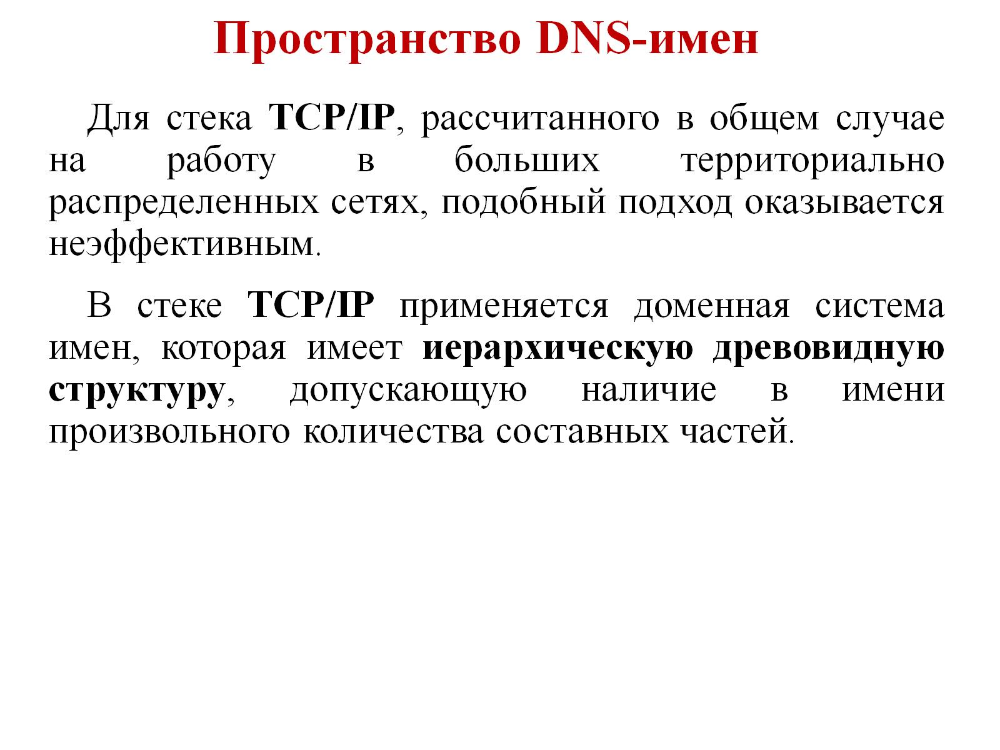 Пространство DNS-имен
Для стека TCP/IP, рассчитанного в общем случае
на работу в больших территориально
распределенных сетях, подобный подход оказывается
неэффективным.
В стеке TCP/IP применяется доменная система
имен, которая имеет иерархическую древовидную
структуру, допускающую наличие в имени
произвольного количества составных частей.